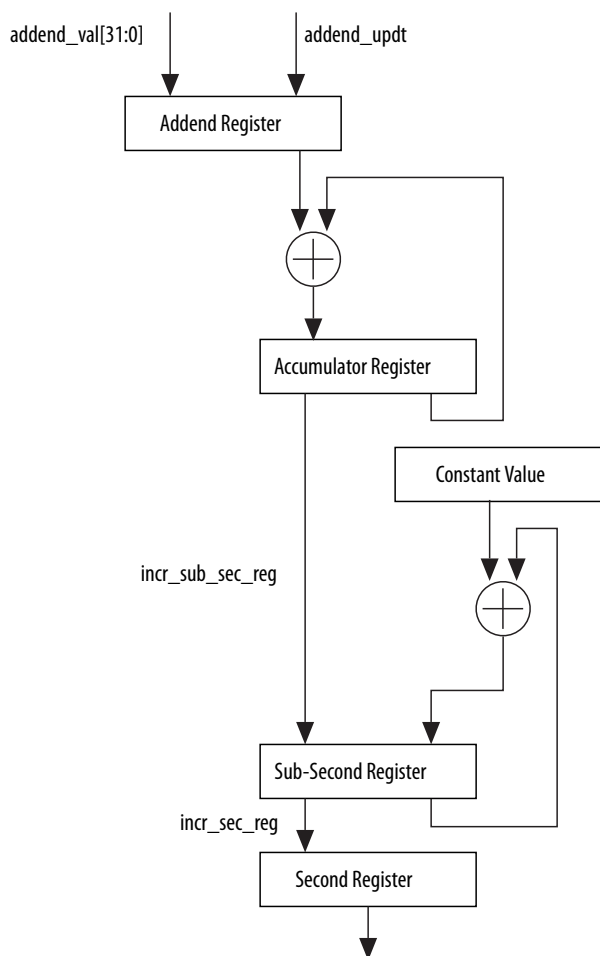 addend_val[31:0]
addend_updt
Addend Register
Accumulator Register
Constant Value
incr_sub_sec_reg
Sub-Second Register
incr_sec_reg
Second Register